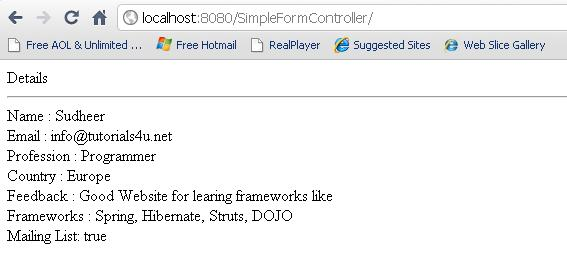 localhost:8080/SimpleFormController/
Free AOL & Unlimited ... Free Hotmail RealPlayer Suggested Sites Web Slice Gallery
Details
Name : Sudheer
Email : info@tutorials4u.net
Profession : Programmer
Country : Europe
Feedback : Good Website for learing frameworks like
Frameworks : Spring, Hibernate, Struts, DOJO
Mailing List: true